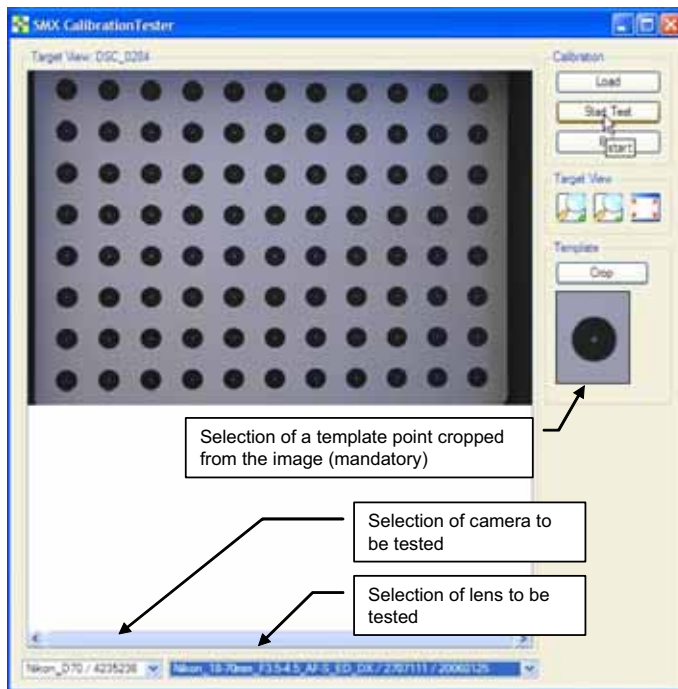 SMX CalibrationTester
Target View: DSC_0284
Calibration
Load
Start Test
start
Target View
Template
Crop
Selection of a template point cropped
from the image (mandatory)
Selection of camera to
be tested
Selection of lens to be
tested
Nikon_D70 / 4235236
Nikon_18-70mm_F3.5-4.5_AF-S_ED_DX / 2707111 / 20060125